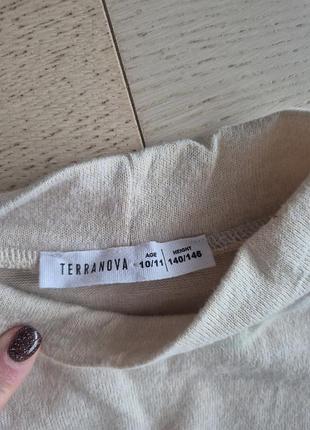 TERRANOVA
AGE HEIGHT
10/11 140/146